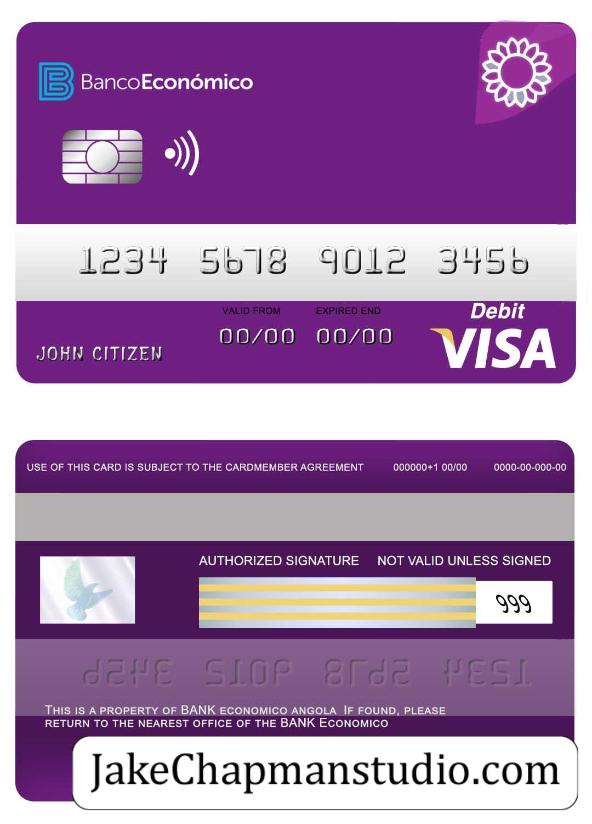 BancoEconómico
1234 5678 9012 3456
VALID FROM EXPIRED END
Debit
00/00 00/00
VISA
JOHN CITIZEN
USE OF THIS CARD IS SUBJECT TO THE CARDMEMBER AGREEMENT 000000+1 00/00 0000-00-000-00
AUTHORIZED SIGNATURE NOT VALID UNLESS SIGNED
999
THIS IS A PROPERTY OF BANK ECONOMICO ANGOLA IF FOUND, PLEASE
RETURN TO THE NEAREST OFFICE OF THE BANK ECONOMICO
JakeChapmanstudio.com